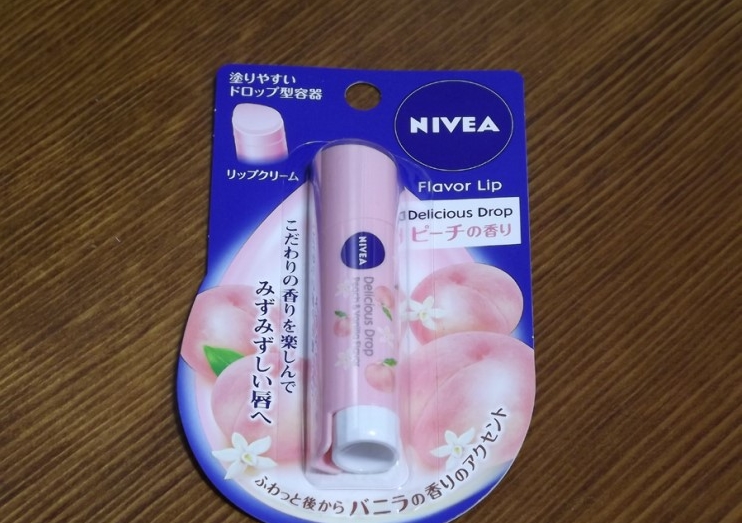 塗りやすい
ドロップ型容器
リップクリーム
NIVEA
Flavor Lip
Delicious Drop
ピーチの香り
こだわりの香りを楽しんで
みずみずしい唇へ
NIVEA
Delicious Drop
Peach & Vanilla Flavor
ふわっと後からバニラの香りのアクセント